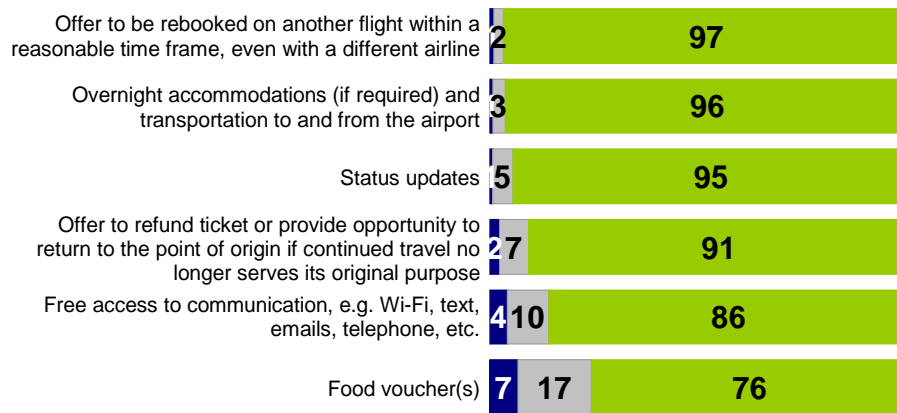 Offer to be rebooked on another flight within a
reasonable time frame, even with a different airline
2 97
Overnight accommodations (if required) and
transportation to and from the airport
3 96
Status updates
5 95
Offer to refund ticket or provide opportunity to
return to the point of origin if continued travel no
longer serves its original purpose
2 7 91
Free access to communication, e.g. Wi-Fi, text,
emails, telephone, etc.
4 10 86
Food voucher(s)
7 17 76